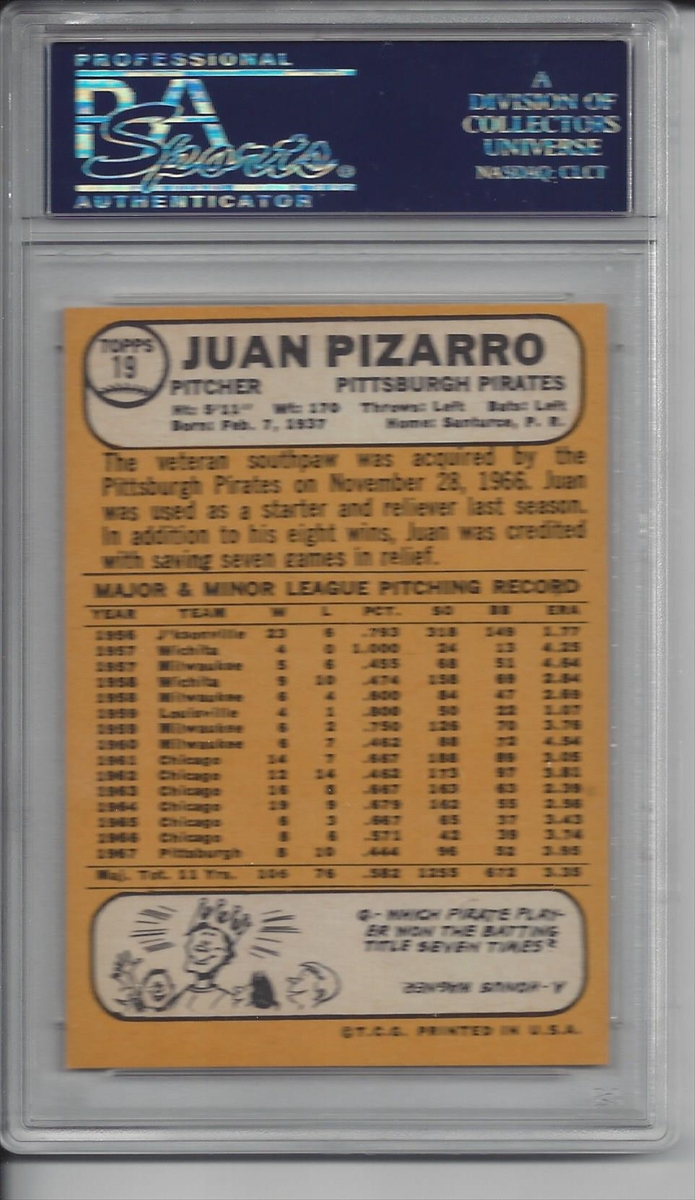 PROFESSIONAL
PSA
Sports
AUTHENTICATOR
A
DIVISION OF
COLLECTORS
UNIVERSE
NASDAQ: CLCT
TOPPS
19
JUAN PIZARRO
PITCHER PITTSBURGH PIRATES
Ht: 5'11" Wt: 170 Throws: Left Bats: Left
Born: Feb. 7, 1937 Home: Santurce, P. R.
The veteran southpaw was acquired by the
Pittsburgh Pirates on November 28, 1966. Juan
was used as a starter and reliever last season.
In addition to his eight wins, Juan was credited
with saving seven games in relief.
MAJOR & MINOR LEAGUE PITCHING RECORD
YEAR TEAM W L PCT. SO BB ERA
1956 J'ksonville 23 6 .793 318 149 1.77
1957 Wichita 4 0 1.000 24 13 4.25
1957 Milwaukee 5 6 .455 68 51 4.64
1958 Wichita 9 10 .474 158 2.84
1958 Milwaukee 6 4 .600 84 47 2.69
1959 Louisville 4 1 .800 50 22 1.07
1959 Milwaukee 6 2 .750 126 70 3.76
1960 Milwaukee 6 7 .462 88 72 4.54
1961 Chicago 14 7 .667 188 89 3.05
1962 Chicago 12 14 .462 173 97 3.81
1963 Chicago 16 8 .667 163 63 2.39
1964 Chicago 19 9 .679 162 55 2.56
1965 Chicago 6 3 .667 65 37 3.43
1966 Chicago 8 6 .571 42 39 3.74
1967 Pittsburgh 8 10 .444 96 52 3.95
Maj. Tot. 11 Yrs. 106 76 .582 1255 672 3.35
Q- WHICH PIRATE PLAY-
ER WON THE BATTING
TITLE SEVEN TIMES?
A- HONUS WAGNER
©T.C.G. PRINTED IN U.S.A.